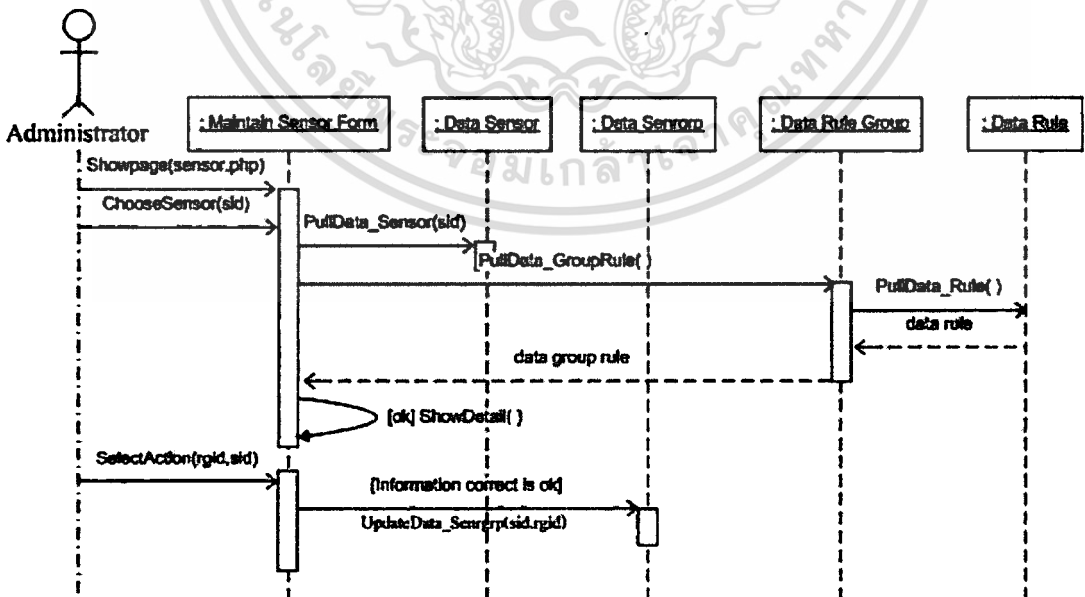 Administrator
: Maintain Sensor Form
: Data Sensor
: Data Senrgrp
: Data Rule Group
: Data Rule
Showpage(sensor.php)
ChooseSensor(sid)
PullData_Sensor(sid)
PullData_GroupRule( )
PullData_Rule( )
data rule
data group rule
[ok] ShowDetail( )
SelectAction(rgid,sid)
[Information correct is ok]
UpdateData_Senrgrp(sid.rgid)